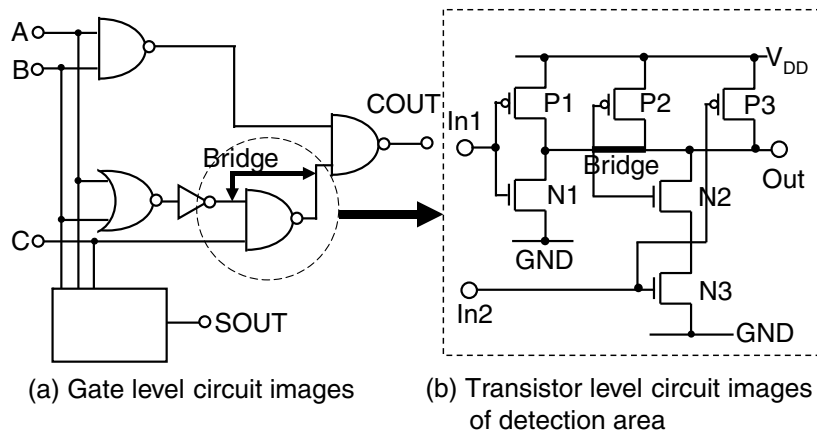 A
B
COUT
Bridge
C
SOUT
(a) Gate level circuit images
V_DD
P1
P2
P3
In1
Bridge
Out
N1
N2
GND
N3
In2
GND
(b) Transistor level circuit images
of detection area